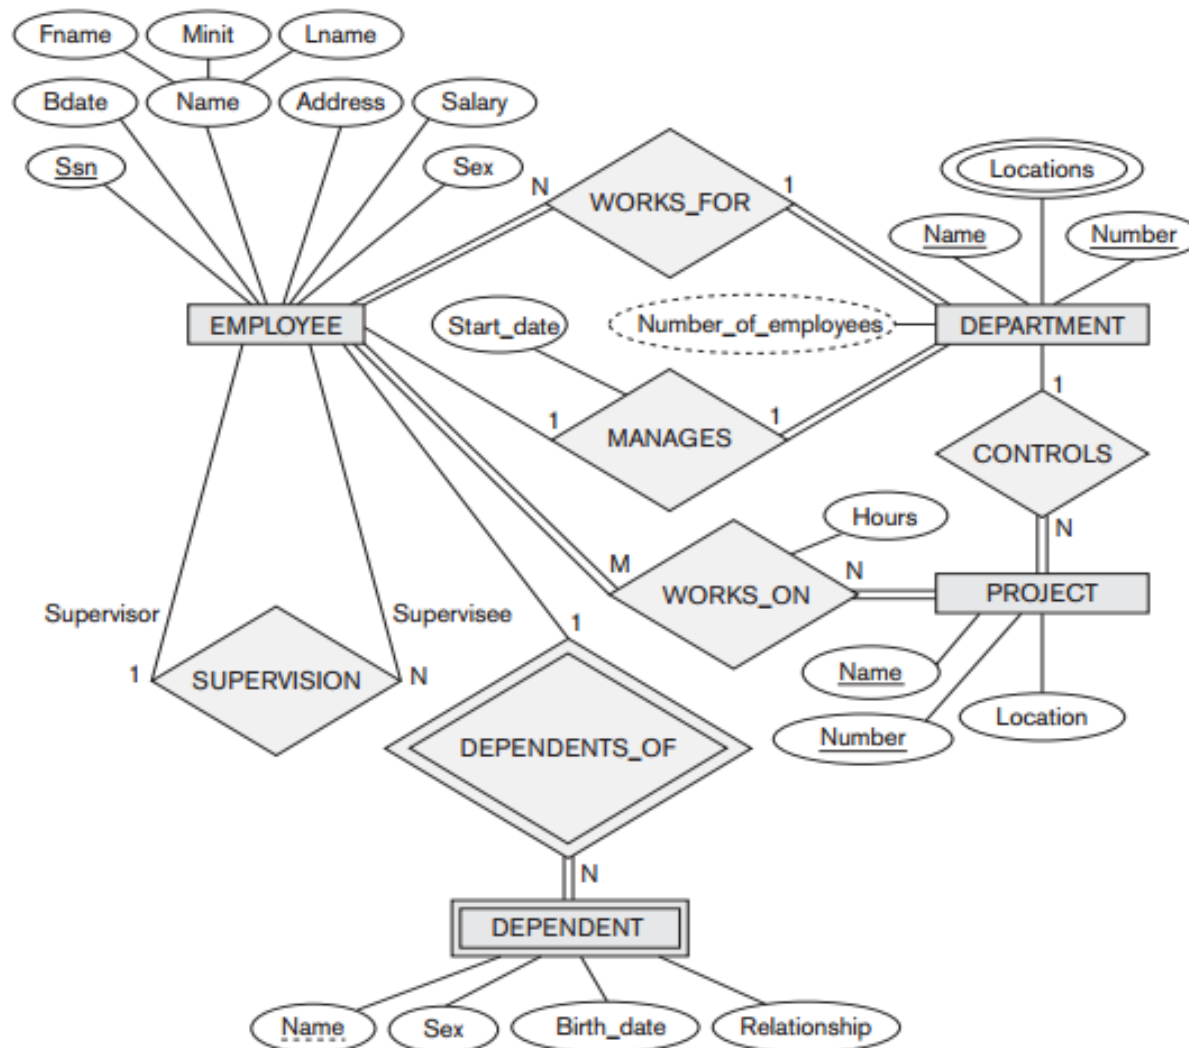 Fname
Minit
Lname
Bdate
Name
Address
Salary
Ssn
Sex
N
WORKS_FOR
1
Locations
Name
Number
EMPLOYEE
Start_date
Number_of_employees
DEPARTMENT
1
MANAGES
1
1
CONTROLS
N
Hours
M
WORKS_ON
N
PROJECT
Supervisor
Supervisee
1
SUPERVISION
N
1
Name
Number
Location
DEPENDENTS_OF
N
DEPENDENT
Name
Sex
Birth_date
Relationship